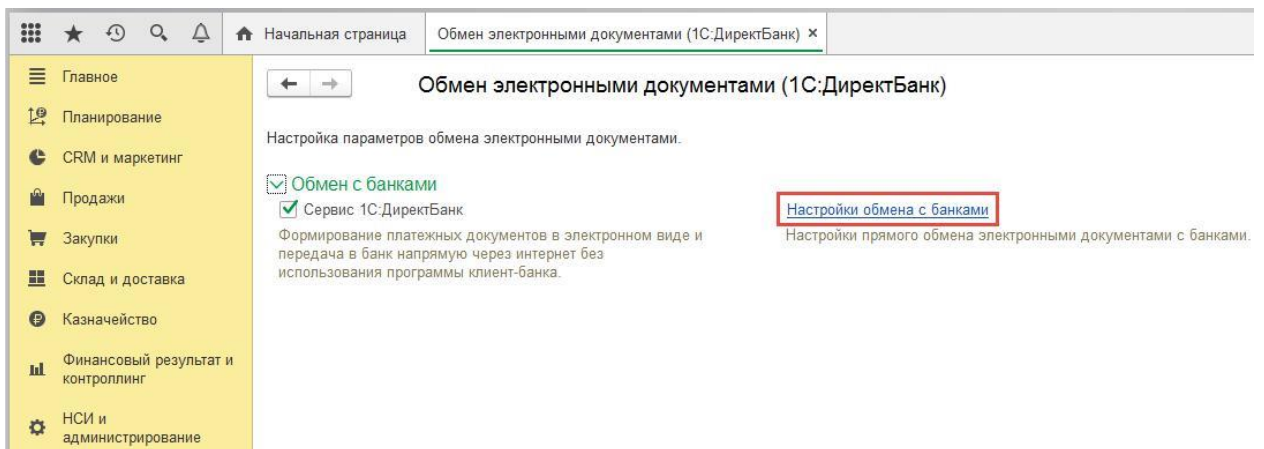 Начальная страница
Обмен электронными документами (1С:ДиректБанк) ×
Главное
Планирование
CRM и маркетинг
Продажи
Закупки
Склад и доставка
Казначейство
Финансовый результат и
контроллинг
НСИ и
администрирование
Обмен электронными документами (1С:ДиректБанк)
Настройка параметров обмена электронными документами.
Обмен с банками
Сервис 1С:ДиректБанк
Формирование платежных документов в электронном виде и
передача в банк напрямую через интернет без
использования программы клиент-банка.
Настройки обмена с банками
Настройки прямого обмена электронными документами с банками.